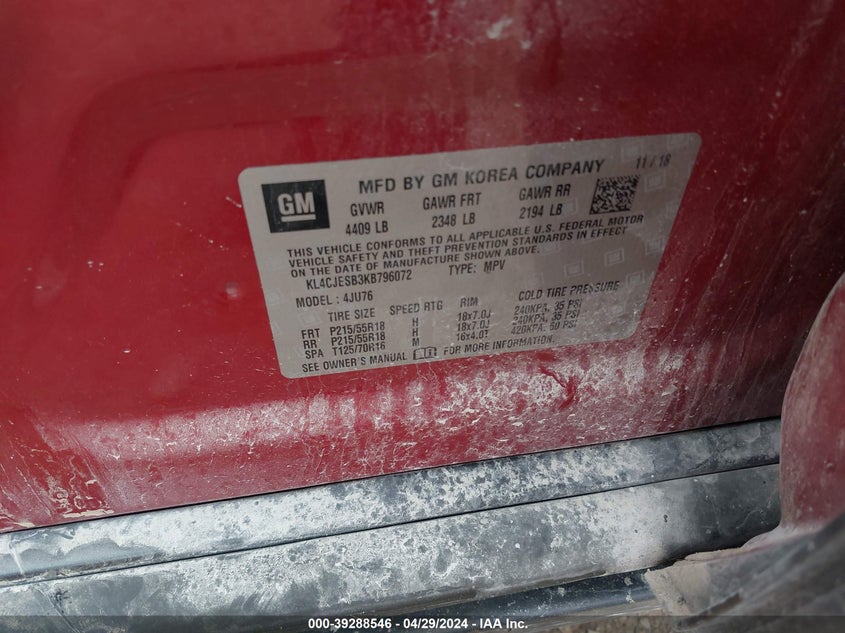 GM
MFD BY GM KOREA COMPANY 11 / 18
GVWR GAWR FRT GAWR RR
4409 LB 2348 LB 2194 LB
THIS VEHICLE CONFORMS TO ALL APPLICABLE U.S. FEDERAL MOTOR
VEHICLE SAFETY AND THEFT PREVENTION STANDARDS IN EFFECT
ON THE DATE OF MANUFACTURE SHOWN ABOVE.
KL4CJESB3KB796072 TYPE: MPV
MODEL : 4JU76
TIRE SIZE SPEED RTG RIM COLD TIRE PRESSURE
FRT P215/55R18 H 18x7.0J 240KPA, 35 PSI
RR P215/55R18 H 18x7.0J 240KPA, 35 PSI
SPA T125/70R16 M 16x4.0T 420KPA, 60 PSI
SEE OWNER'S MANUAL FOR MORE INFORMATION.
000-39288546 - 04/29/2024 - IAA Inc.